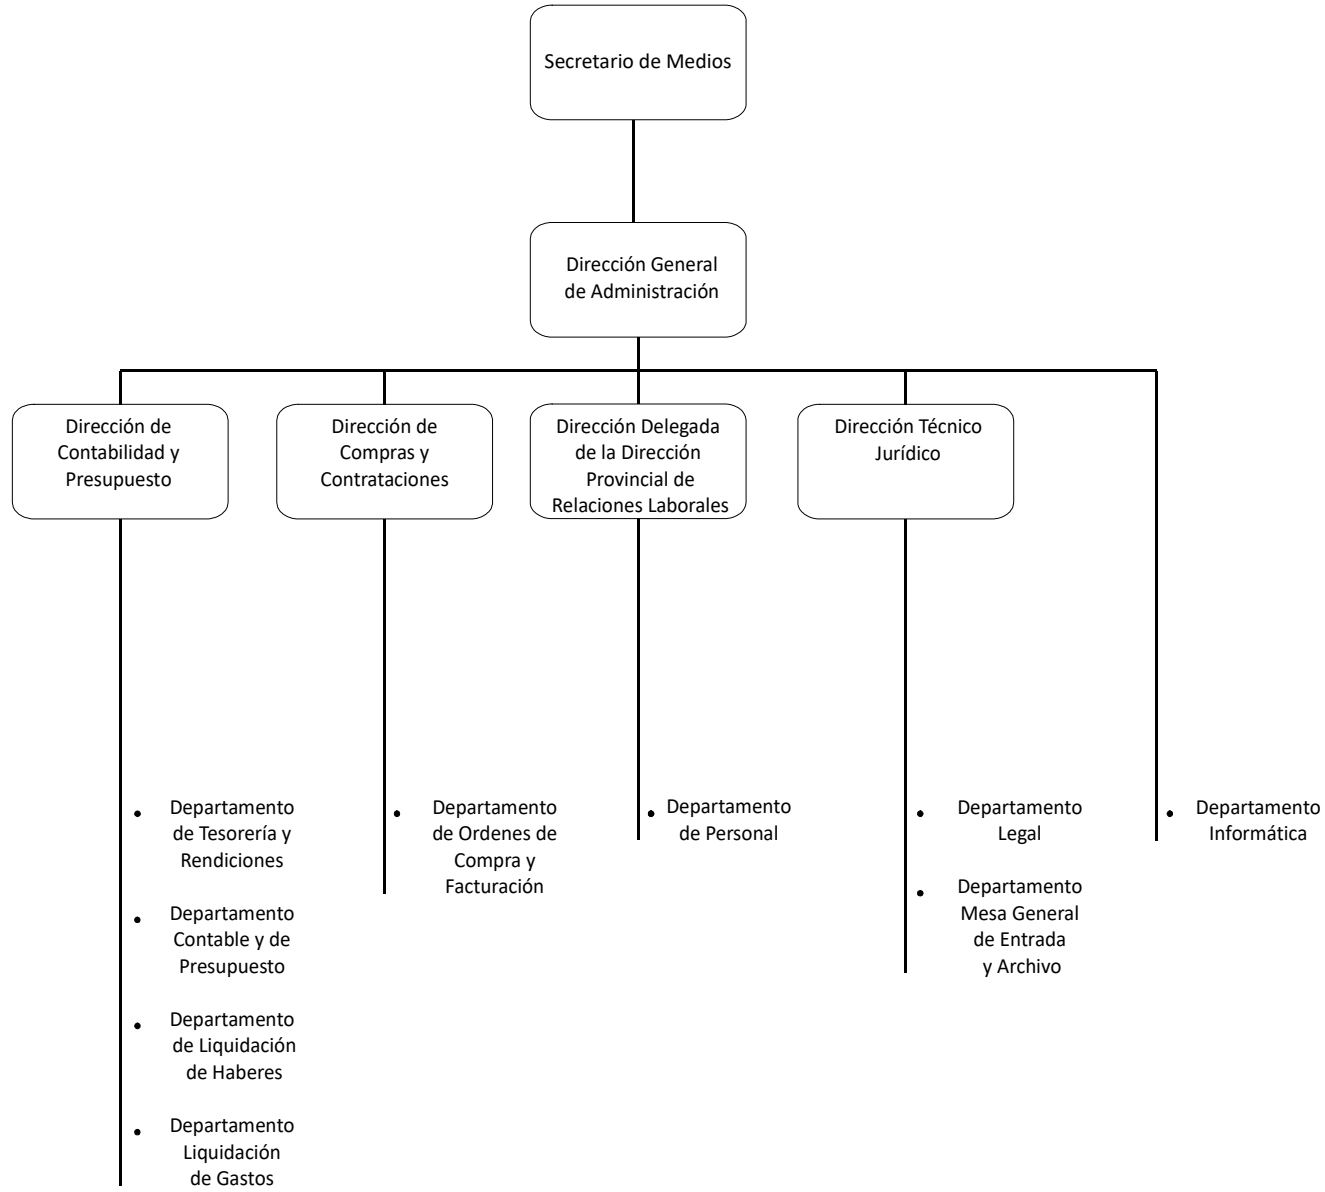 Secretario de Medios
Dirección General
de Administración
Dirección de
Contabilidad y
Presupuesto
Dirección de
Compras y
Contrataciones
Dirección Delegada
de la Dirección
Provincial de
Relaciones Laborales
Dirección Técnico
Jurídico
• Departamento
de Tesorería y
Rendiciones
• Departamento
Contable y de
Presupuesto
• Departamento
de Liquidación
de Haberes
• Departamento
Liquidación
de Gastos
• Departamento
de Ordenes de
Compra y
Facturación
• Departamento
de Personal
• Departamento
Legal
• Departamento
Mesa General
de Entrada
y Archivo
• Departamento
Informática